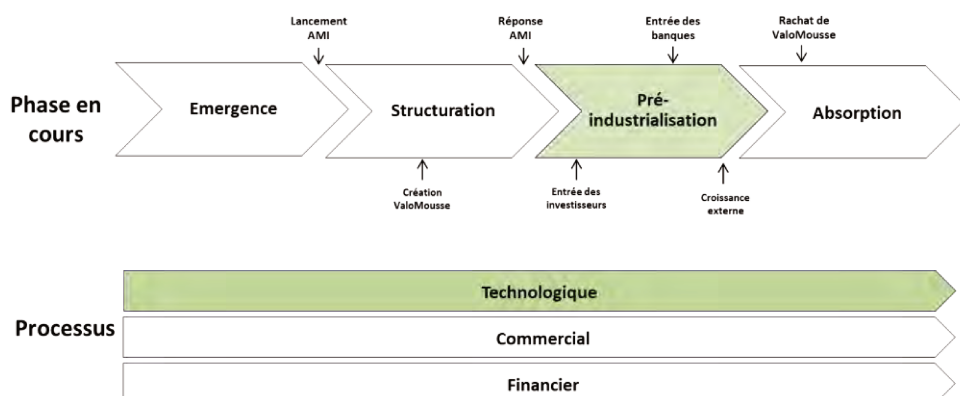 Lancement
AMI
Réponse
AMI
Entrée des
banques
Rachat de
ValoMousse
Phase en
cours
Emergence
Structuration
Pré-
industrialisation
Absorption
Création
ValoMousse
Entrée des
investisseurs
Croissance
externe
Processus
Technologique
Commercial
Financier